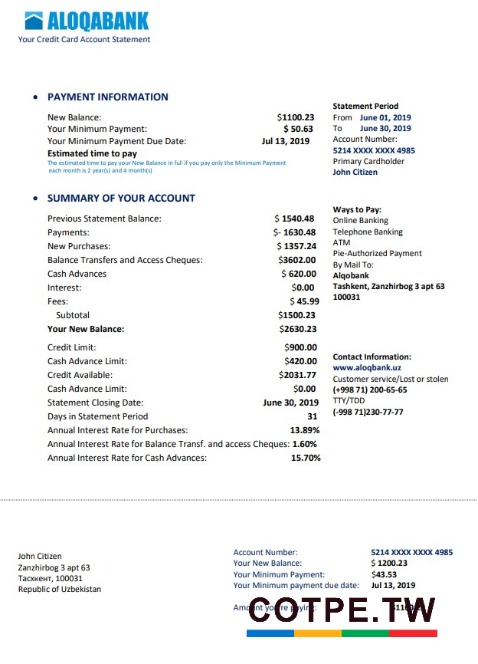 ALOQABANK
Your Credit Card Account Statement
• PAYMENT INFORMATION
New Balance: $1100.23
Your Minimum Payment: $ 50.63
Your Minimum Payment Due Date: Jul 13, 2019
Estimated time to pay
The estimated time to pay your New Balance in full if you pay only the Minimum Payment
each month is 2 year(s) and 4 month(s)
Statement Period
From June 01, 2019
To June 30, 2019
Account Number:
5214 XXXX XXXX 4985
Primary Cardholder
John Citizen
• SUMMARY OF YOUR ACCOUNT
Previous Statement Balance: $ 1540.48
Payments: $- 1630.48
New Purchases: $ 1357.24
Balance Transfers and Access Cheques: $3602.00
Cash Advances $ 620.00
Interest: $0.00
Fees: $ 45.99
Subtotal $1500.23
Your New Balance: $2630.23
Credit Limit: $900.00
Cash Advance Limit: $420.00
Credit Available: $2031.77
Cash Advance Limit: $0.00
Statement Closing Date: June 30, 2019
Days in Statement Period 31
Annual Interest Rate for Purchases: 13.89%
Annual Interest Rate for Balance Transf. and access Cheques: 1.60%
Annual Interest Rate for Cash Advances: 15.70%
Ways to Pay:
Online Banking
Telephone Banking
ATM
Pie-Authorized Payment
By Mail To:
Alqobank
Tashkent, Zanzhirbog 3 apt 63
100031
Contact Information:
www.aloqbank.uz
Customer service/Lost or stolen
(+998 71) 200-65-65
TTY/TDD
(-998 71)230-77-77
John Citizen
Zanzhirbog 3 apt 63
Тасккент, 100031
Republic of Uzbekistan
Account Number: 5214 XXXX XXXX 4985
Your New Balance: $ 1200.23
Your Minimum Payment: $43.53
Your Minimum payment due date: Jul 13, 2019
Amount you're paying:
COTPE.TW